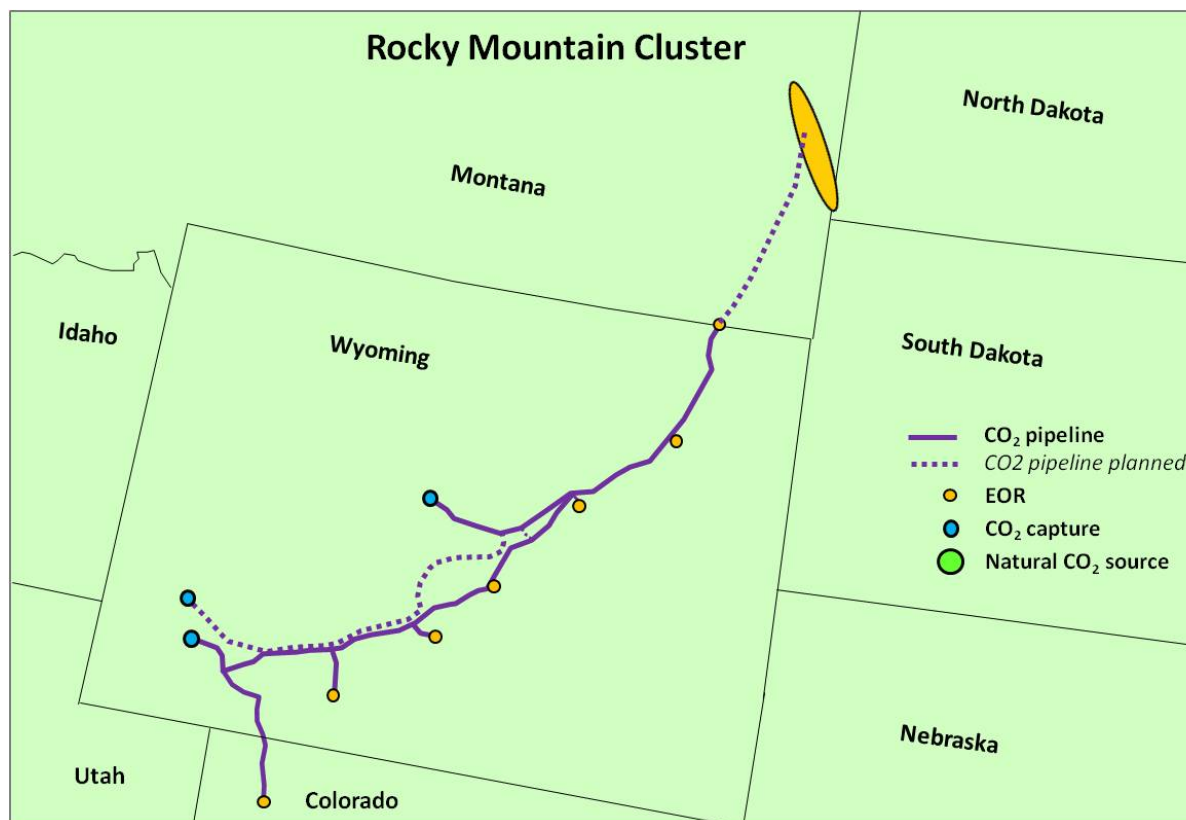 Rocky Mountain Cluster
North Dakota
Montana
Idaho
Wyoming
South Dakota
CO₂ pipeline
CO2 pipeline planned
EOR
CO₂ capture
Natural CO₂ source
Nebraska
Utah
Colorado